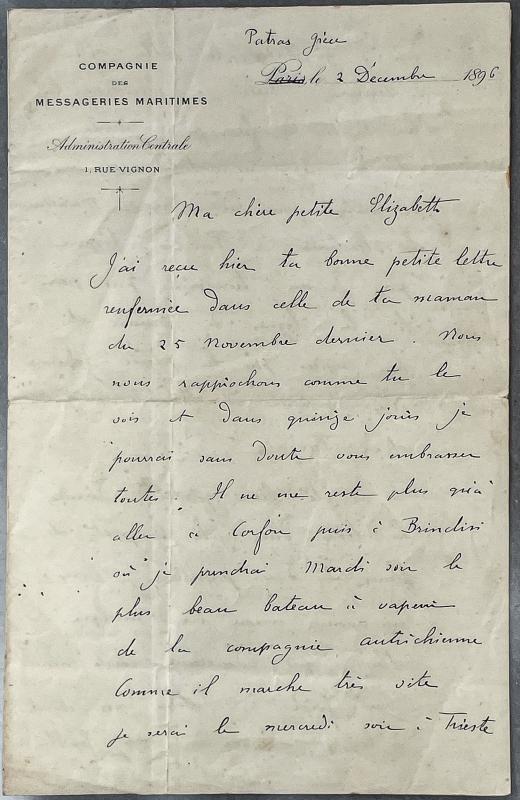 COMPAGNIE
DES
MESSAGERIES MARITIMES
Administration Centrale
1, RUE VIGNON
Patras Grèce
Paris, le 2 Décembre 1896
Ma chère petite Elizabeth
J'ai reçu hier ta bonne petite lettre
renfermée dans celle de ta maman
du 25 Novembre dernier. Nous
nous rapprochons comme tu le
vois et dans quinze jours je
pourrai sans doute vous embrasser
toutes. Il ne me reste plus qu'à
aller à Corfou puis à Brindisi
où je prendrai Mardi soir le
plus beau bateau à vapeur
de la compagnie autrichienne
Comme il marche très vite
je serai le mercredi soir à Trieste